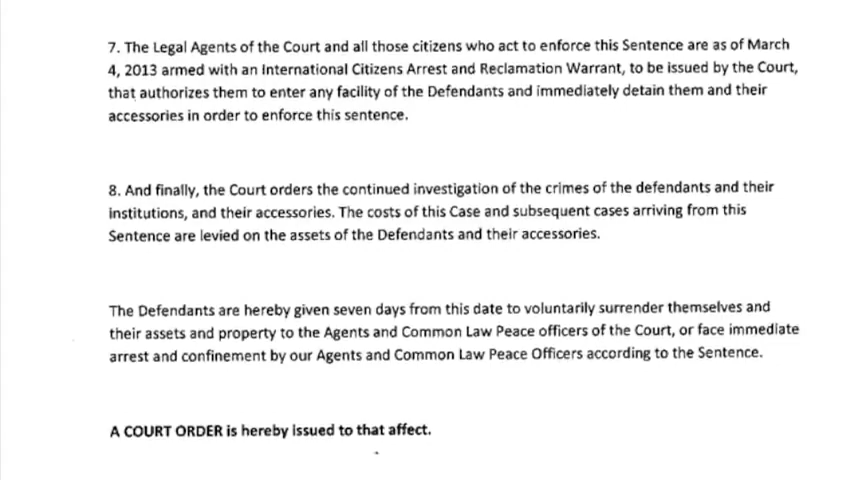 7. The Legal Agents of the Court and all those citizens who act to enforce this Sentence are as of March
4, 2013 armed with an International Citizens Arrest and Reclamation Warrant, to be issued by the Court,
that authorizes them to enter any facility of the Defendants and immediately detain them and their
accessories in order to enforce this sentence.
8. And finally, the Court orders the continued investigation of the crimes of the defendants and their
institutions, and their accessories. The costs of this Case and subsequent cases arriving from this
Sentence are levied on the assets of the Defendants and their accessories.
The Defendants are hereby given seven days from this date to voluntarily surrender themselves and
their assets and property to the Agents and Common Law Peace officers of the Court, or face immediate
arrest and confinement by our Agents and Common Law Peace Officers according to the Sentence.
A COURT ORDER is hereby issued to that affect.